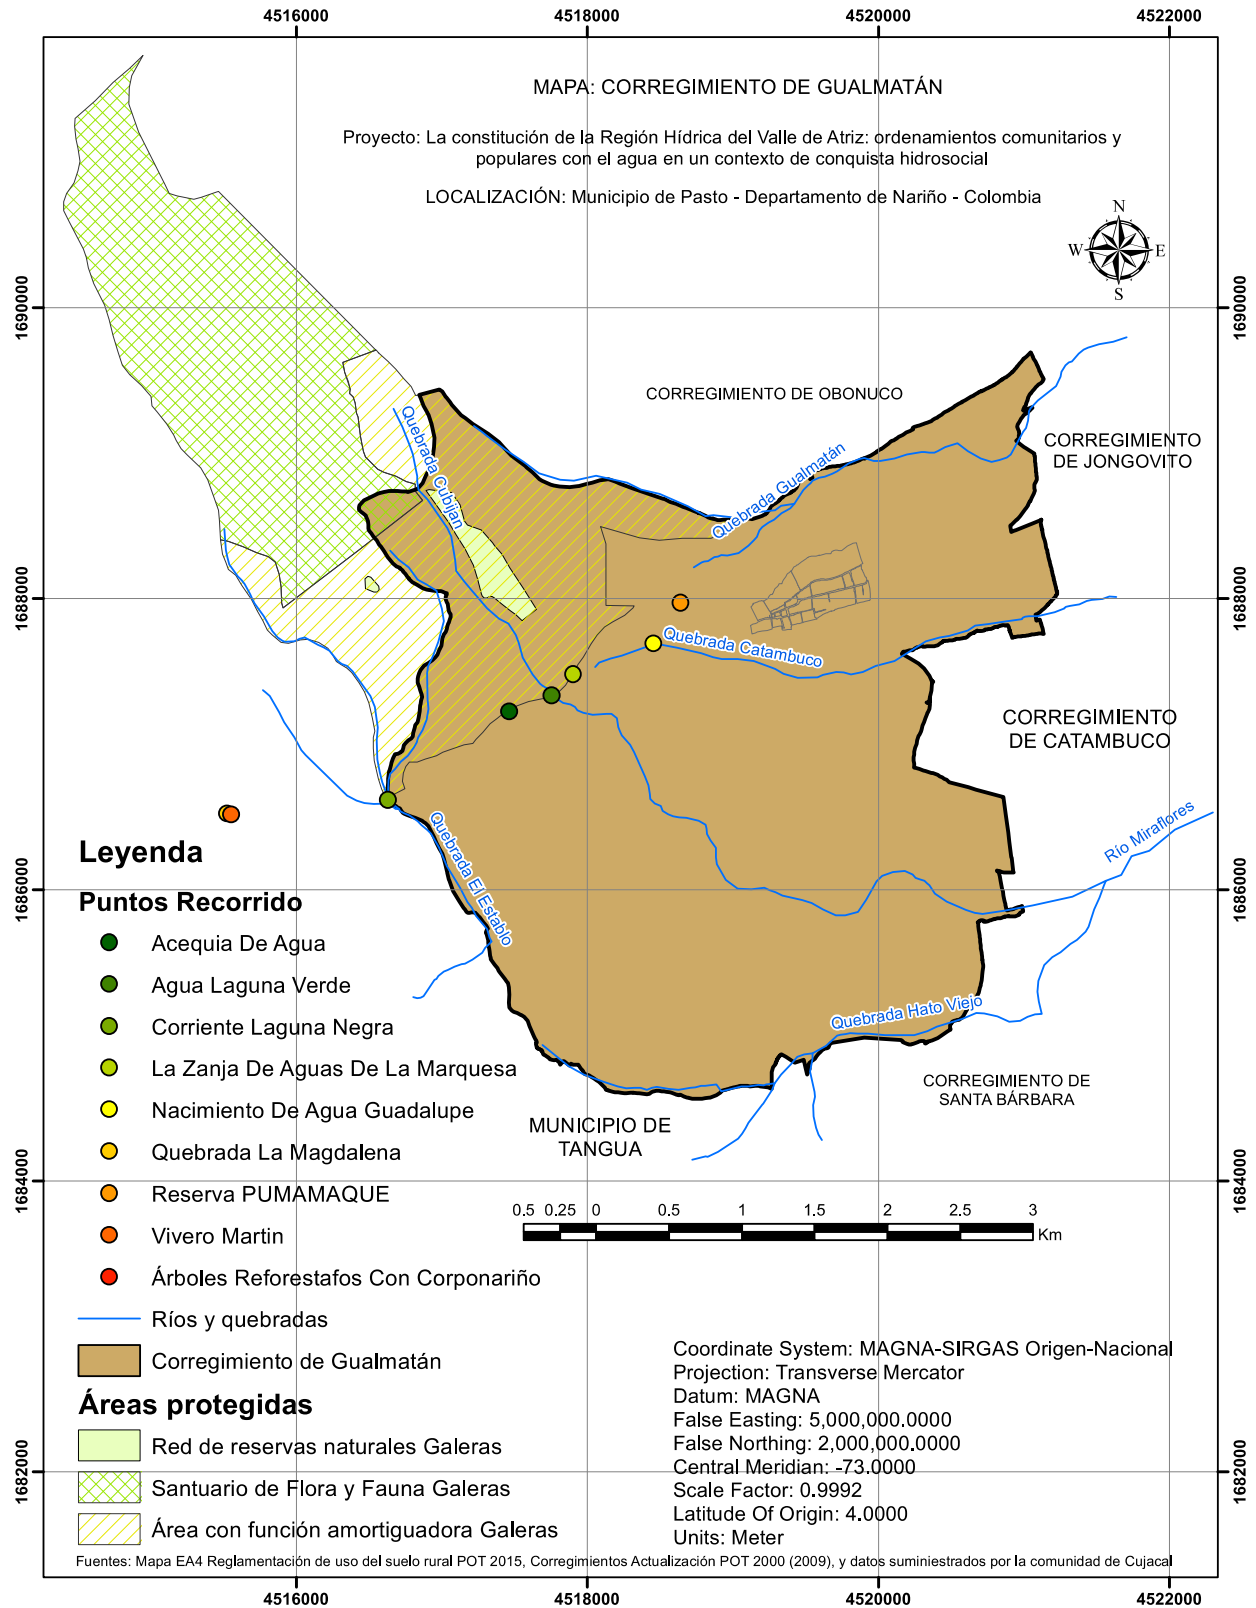 4516000
4518000
4520000
4522000
MAPA: CORREGIMIENTO DE GUALMATÁN
Proyecto: La constitución de la Región Hídrica del Valle de Atriz: ordenamientos comunitarios y
populares con el agua en un contexto de conquista hidrosocial
LOCALIZACIÓN: Municipio de Pasto - Departamento de Nariño - Colombia
N
W
E
S
1690000
1690000
CORREGIMIENTO DE OBONUCO
CORREGIMIENTO
DE JONGOVITO
Quebrada Cubijan
Quebrada Gualmatán
1688000
1688000
Quebrada Catambuco
CORREGIMIENTO
DE CATAMBUCO
Río Miraflores
Quebrada El Establo
1686000
1686000
Quebrada Hato Viejo
CORREGIMIENTO DE
SANTA BÁRBARA
MUNICIPIO DE
TANGUA
1684000
1684000
0.5 0.25 0 0.5 1 1.5 2 2.5 3
Km
Leyenda
Puntos Recorrido
Acequia De Agua
Agua Laguna Verde
Corriente Laguna Negra
La Zanja De Aguas De La Marquesa
Nacimiento De Agua Guadalupe
Quebrada La Magdalena
Reserva PUMAMAQUE
Vivero Martin
Árboles Reforestafos Con Corponariño
Ríos y quebradas
Corregimiento de Gualmatán
Áreas protegidas
Red de reservas naturales Galeras
Santuario de Flora y Fauna Galeras
Área con función amortiguadora Galeras
Coordinate System: MAGNA-SIRGAS Origen-Nacional
Projection: Transverse Mercator
Datum: MAGNA
False Easting: 5,000,000.0000
False Northing: 2,000,000.0000
Central Meridian: -73.0000
Scale Factor: 0.9992
Latitude Of Origin: 4.0000
Units: Meter
1682000
1682000
Fuentes: Mapa EA4 Reglamentación de uso del suelo rural POT 2015, Corregimientos Actualización POT 2000 (2009), y datos suministrados por la comunidad de Cujacal
4516000
4518000
4520000
4522000